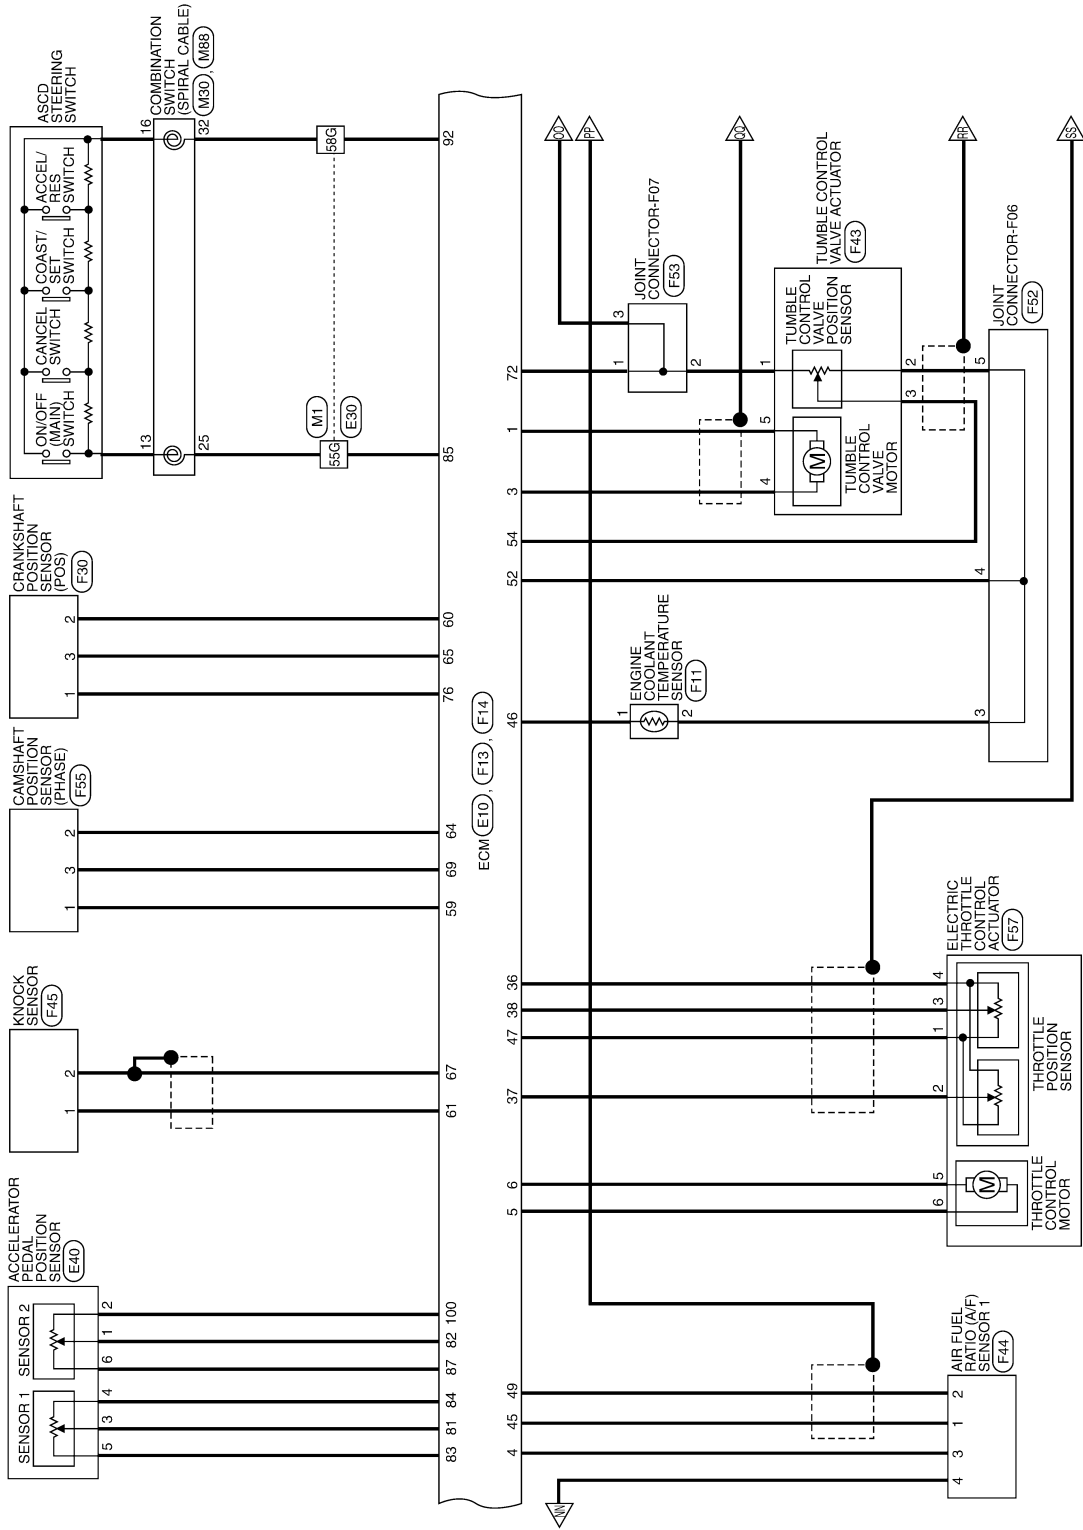 ACCELERATOR
PEDAL
POSITION
SENSOR
E40
SENSOR 1
SENSOR 2
5
3
4
6
1
2
83
81
84
87
82
100
KNOCK
SENSOR
F45
1
2
61
67
CAMSHAFT
POSITION
SENSOR
(PHASE)
F55
1
3
2
59
69
64
CRANKSHAFT
POSITION
SENSOR
(POS)
F30
1
3
2
76
65
60
ASCD
STEERING
SWITCH
ON/OFF
(MAIN)
SWITCH
CANCEL
SWITCH
COAST/
SET
SWITCH
ACCEL/
RES
SWITCH
13
16
COMBINATION
SWITCH
(SPIRAL CABLE)
M30 , M88
25
32
M1
E30
55G
58G
85
92
ECM E10 , F13 , F14
4
45
49
5
6
37
47
38
36
46
52
54
3
1
72
NN
OO
PP
QQ
RR
SS
JOINT
CONNECTOR-F07
F53
1
3
2
ENGINE
COOLANT
TEMPERATURE
SENSOR
F11
1
2
TUMBLE CONTROL
VALVE ACTUATOR
F43
4
5
1
TUMBLE
CONTROL
VALVE
POSITION
SENSOR
M
TUMBLE
CONTROL
VALVE
MOTOR
3
2
JOINT
CONNECTOR-F06
F52
3
4
5
AIR FUEL
RATIO (A/F)
SENSOR 1
F44
4
3
1
2
ELECTRIC
THROTTLE
CONTROL
ACTUATOR
F57
6
5
2
1
3
4
M
THROTTLE
CONTROL
MOTOR
THROTTLE
POSITION
SENSOR